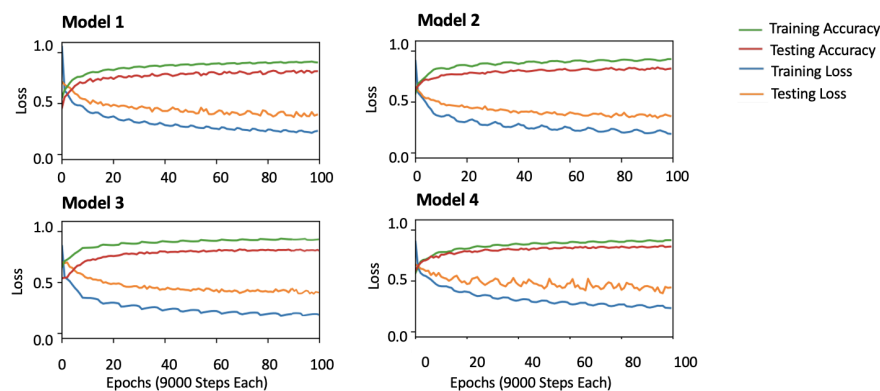 Model 1
Model 2
Training Accuracy
Testing Accuracy
Training Loss
Testing Loss
1.0
0.5
0.0
Loss
0 20 40 60 80 100
1.0
0.5
0.0
Loss
0 20 40 60 80 100
Model 3
Model 4
1.0
0.5
0.0
Loss
0 20 40 60 80 100
Epochs (9000 Steps Each)
1.0
0.5
0.0
Loss
0 20 40 60 80 100
Epochs (9000 Steps Each)